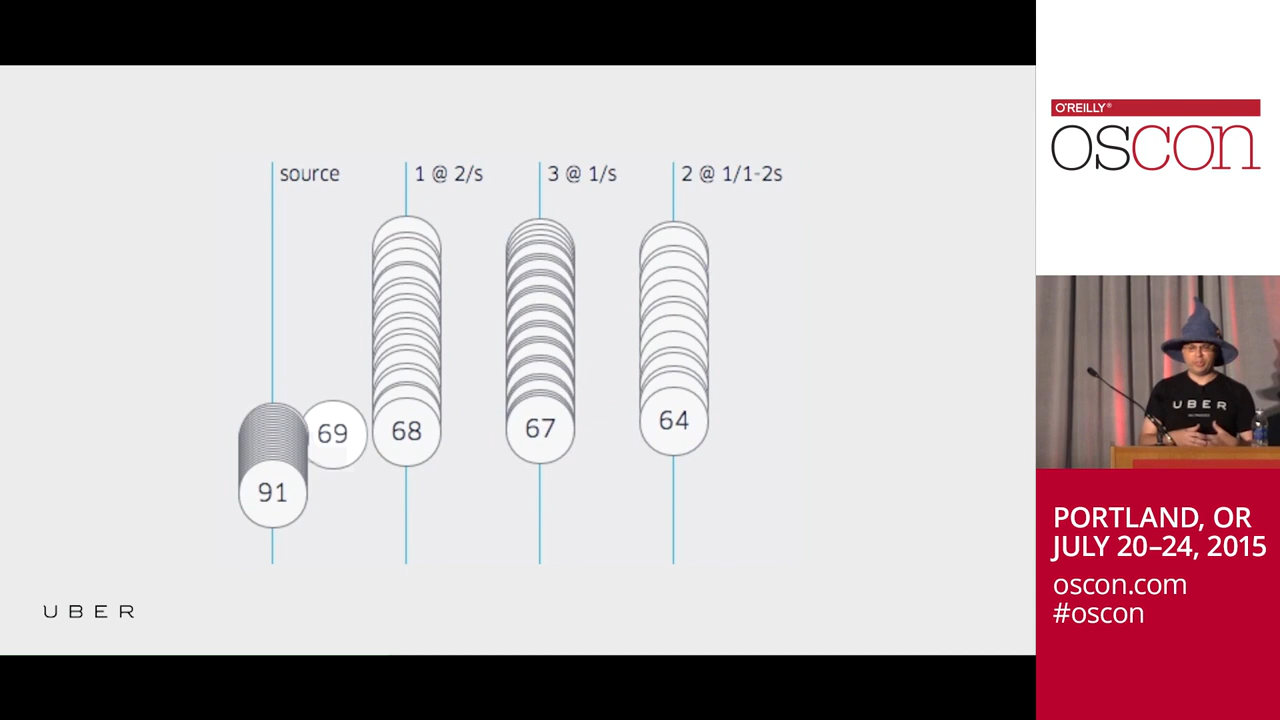 source
1 @ 2/s
3 @ 1/s
2 @ 1/1-2s
69
68
67
64
91
UBER
O'REILLY®
oscon
UBER
PORTLAND, OR
JULY 20–24, 2015
oscon.com
#oscon